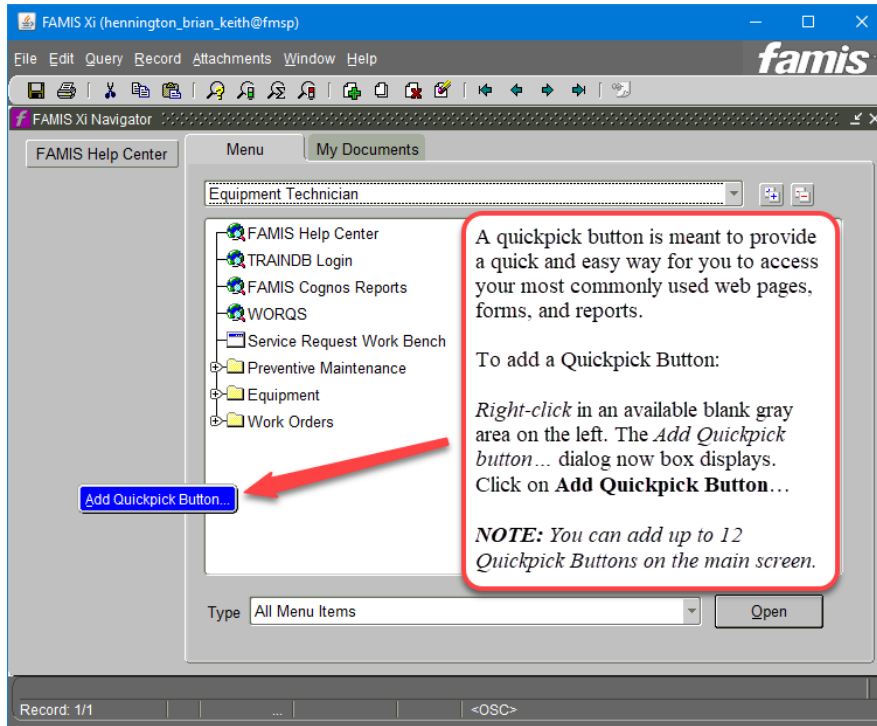 FAMIS Xi (hennington_brian_keith@fmsp)
File Edit Query Record Attachments Window Help
famis
f FAMIS Xi Navigator
FAMIS Help Center
Menu
My Documents
Equipment Technician
FAMIS Help Center
TRAINDB Login
FAMIS Cognos Reports
WORQS
Service Request Work Bench
Preventive Maintenance
Equipment
Work Orders
A quickpick button is meant to provide
a quick and easy way for you to access
your most commonly used web pages,
forms, and reports.
To add a Quickpick Button:
Right-click in an available blank gray
area on the left. The Add Quickpick
button… dialog now box displays.
Click on Add Quickpick Button…
NOTE: You can add up to 12
Quickpick Buttons on the main screen.
Add Quickpick Button...
Type All Menu Items
Open
Record: 1/1 ... <OSC>